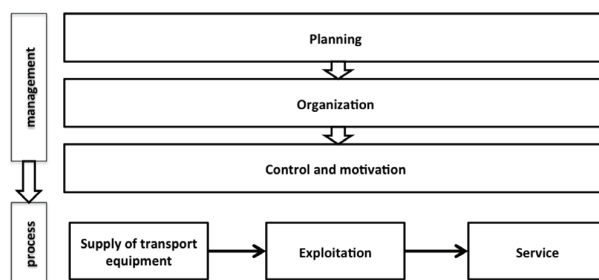 management
Planning
Organization
Control and motivation
process
Supply of transport
equipment
Exploitation
Service